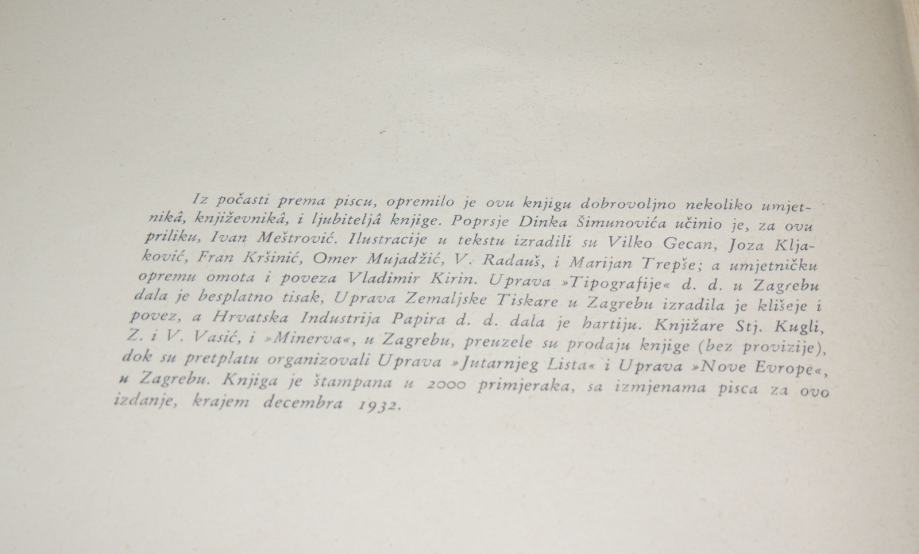 Iz počasti prema piscu, opremilo je ovu knjigu dobrovoljno nekoliko umjet-
nikâ, književnikâ, i ljubiteljâ knjige. Poprsje Dinka Šimunovića učinio je, za ovu
priliku, Ivan Meštrović. Ilustracije u tekstu izradili su Vilko Gecan, Joza Klja-
ković, Fran Kršinić, Omer Mujadžić, V. Radauš, i Marijan Trepše; a umjetničku
opremu omota i poveza Vladimir Kirin. Uprava »Tipografije« d. d. u Zagrebu
dala je besplatno tisak, Uprava Zemaljske Tiskare u Zagrebu izradila je klišeje i
povez, a Hrvatska Industrija Papira d. d. dala je hartiju. Knjižare Stj. Kugli,
Z. i V. Vasić, i »Minerva«, u Zagrebu, preuzele su prodaju knjige (bez provizije),
dok su pretplatu organizovali Uprava »Jutarnjeg Lista« i Uprava »Nove Evrope«,
u Zagrebu. Knjiga je štampana u 2000 primjeraka, sa izmjenama pisca za ovo
izdanje, krajem decembra 1932.